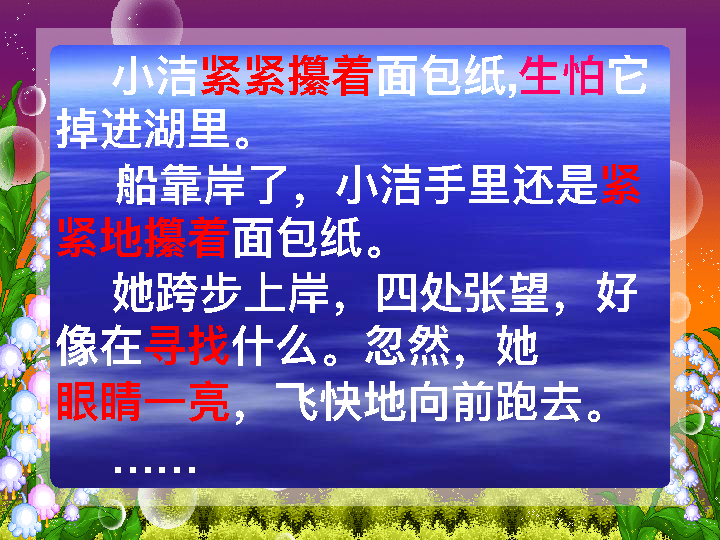 小洁紧紧攥着面包纸,生怕它
掉进湖里。
船靠岸了，小洁手里还是紧
紧地攥着面包纸。
她跨步上岸，四处张望，好
像在寻找什么。忽然，她
眼睛一亮，飞快地向前跑去。
……